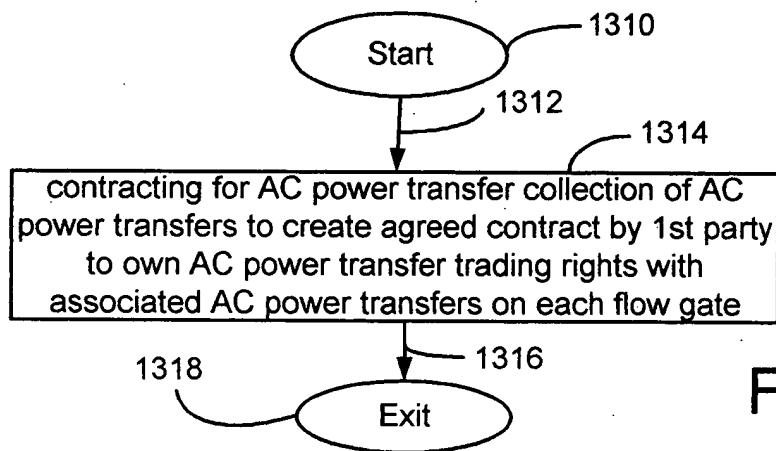 Start
1310
1312
1314
contracting for AC power transfer collection of AC
power transfers to create agreed contract by 1st party
to own AC power transfer trading rights with
associated AC power transfers on each flow gate
1316
1318
Exit
F